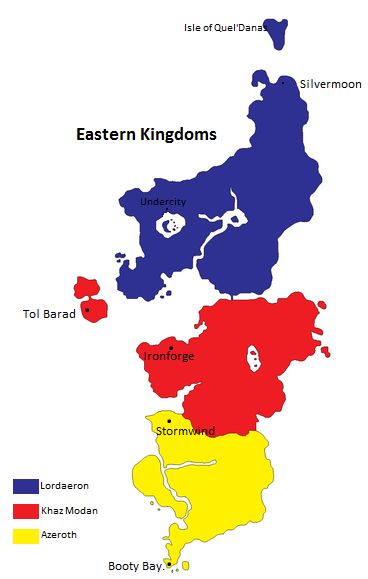 Isle of Quel'Danas
Silvermoon
Eastern Kingdoms
Undercity
Tol Barad
Ironforge
Stormwind
Lordaeron
Khaz Modan
Azeroth
Booty Bay.